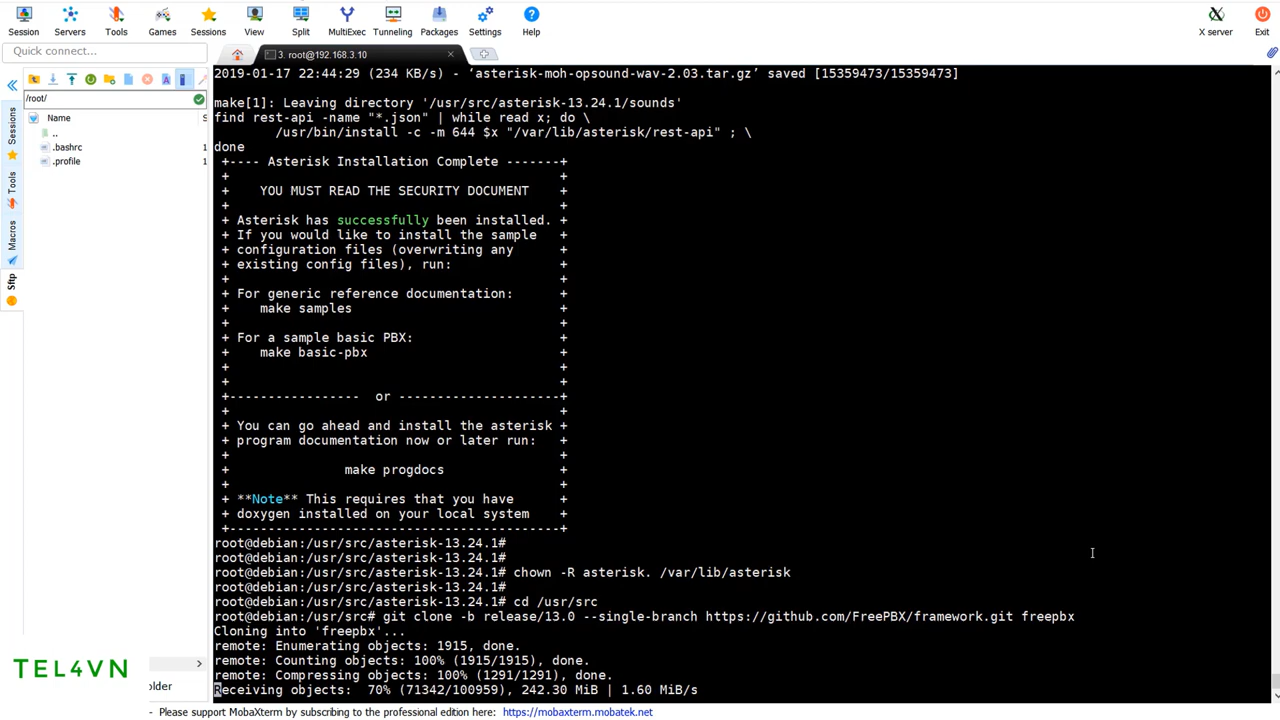 Session Servers Tools Games Sessions View Split MultiExec Tunneling Packages Settings Help X server Exit
Quick connect...
3. root@192.168.3.10
/root/
Name
S
..
.bashrc
1
.profile
1
Sessions
Tools
Macros
Sftp
2019-01-17 22:44:29 (234 KB/s) - ‘asterisk-moh-opsound-wav-2.03.tar.gz’ saved [15359473/15359473]
make[1]: Leaving directory '/usr/src/asterisk-13.24.1/sounds'
find rest-api -name "*.json" | while read x; do \
/usr/bin/install -c -m 644 $x "/var/lib/asterisk/rest-api" ; \
done
+---- Asterisk Installation Complete -------+
+ +
+ YOU MUST READ THE SECURITY DOCUMENT +
+ +
+ Asterisk has successfully been installed. +
+ If you would like to install the sample +
+ configuration files (overwriting any +
+ existing config files), run: +
+ +
+ For generic reference documentation: +
+ make samples +
+ +
+ For a sample basic PBX: +
+ make basic-pbx +
+ +
+ +
+----------------- or ---------------------+
+ +
+ You can go ahead and install the asterisk +
+ program documentation now or later run: +
+ +
+ make progdocs +
+ +
+ **Note** This requires that you have +
+ doxygen installed on your local system +
+-------------------------------------------+
root@debian:/usr/src/asterisk-13.24.1#
root@debian:/usr/src/asterisk-13.24.1#
root@debian:/usr/src/asterisk-13.24.1# chown -R asterisk. /var/lib/asterisk
root@debian:/usr/src/asterisk-13.24.1#
root@debian:/usr/src/asterisk-13.24.1# cd /usr/src
root@debian:/usr/src# git clone -b release/13.0 --single-branch https://github.com/FreePBX/framework.git freepbx
Cloning into 'freepbx'...
remote: Enumerating objects: 1915, done.
remote: Counting objects: 100% (1915/1915), done.
remote: Compressing objects: 100% (1291/1291), done.
Receiving objects: 70% (71342/100959), 242.30 MiB | 1.60 MiB/s
TEL4VN
older
- Please support MobaXterm by subscribing to the professional edition here: https://mobaxterm.mobatek.net